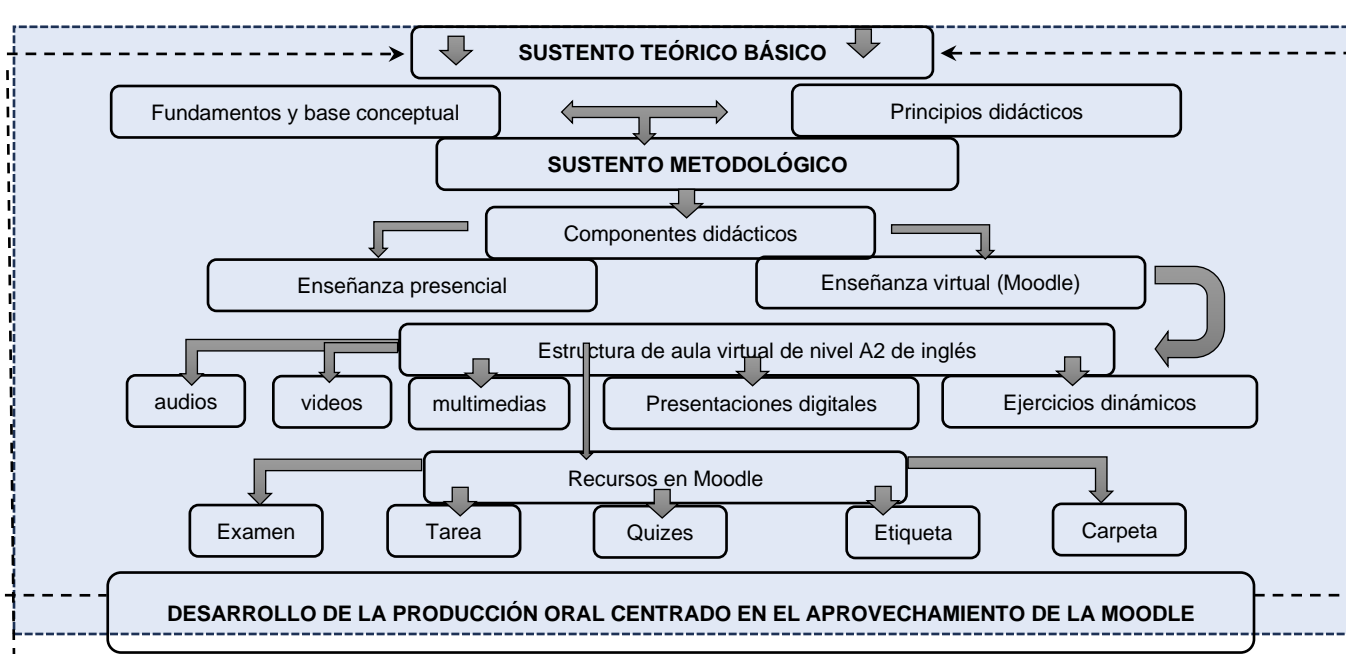 SUSTENTO TEÓRICO BÁSICO
Fundamentos y base conceptual
Principios didácticos
SUSTENTO METODOLÓGICO
Componentes didácticos
Enseñanza presencial
Enseñanza virtual (Moodle)
Estructura de aula virtual de nivel A2 de inglés
audios
videos
multimedias
Presentaciones digitales
Ejercicios dinámicos
Recursos en Moodle
Examen
Tarea
Quizes
Etiqueta
Carpeta
DESARROLLO DE LA PRODUCCIÓN ORAL CENTRADO EN EL APROVECHAMIENTO DE LA MOODLE